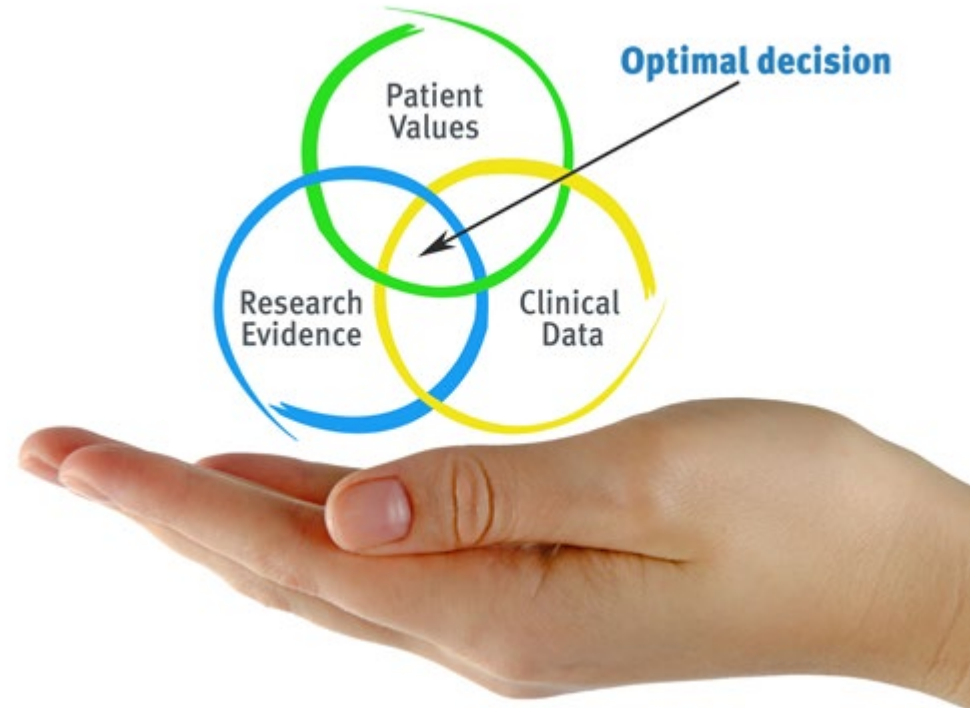 Optimal decision
Patient
Values
Research
Evidence
Clinical
Data